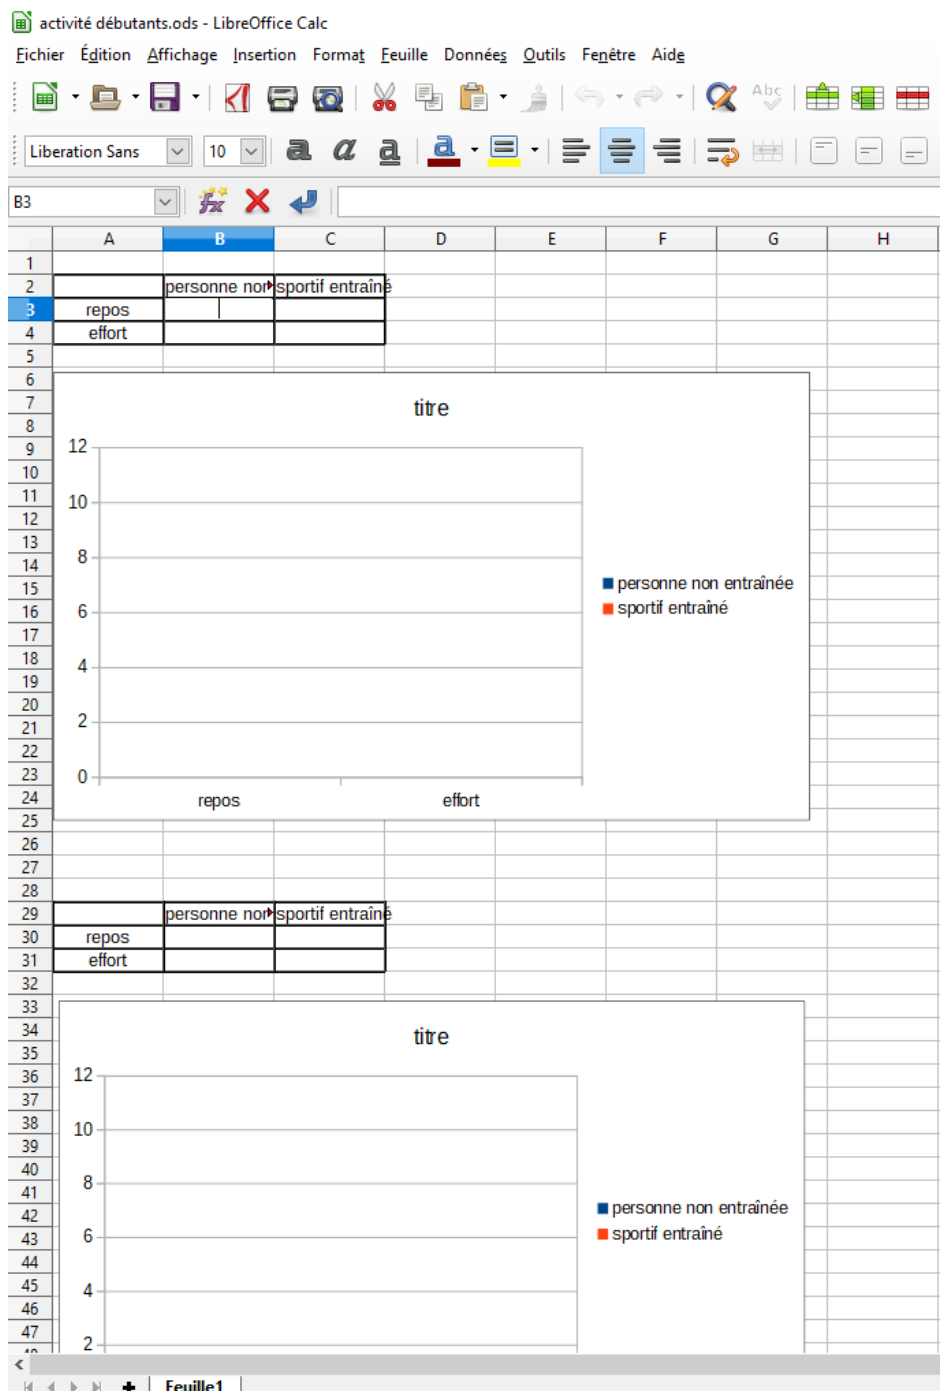 activité débutants.ods - LibreOffice Calc
Fichier Édition Affichage Insertion Format Feuille Données Outils Fenêtre Aide
Abc
Liberation Sans 10 a a a a
B3 fx
A B C D E F G H
1
2 personne non sportif entraîné
3 repos
4 effort
5
6
7 titre
8
9 12
10
11 10
12
13
14 8
15 personne non entraînée
16 6 sportif entraîné
17
18 4
19
20
21 2
22
23 0
24 repos effort
25
26
27
28
29 personne non sportif entraîné
30 repos
31 effort
32
33
34 titre
35
36 12
37
38 10
39
40
41 8
42 personne non entraînée
43 6 sportif entraîné
44
45 4
46
47 2
Feuille1